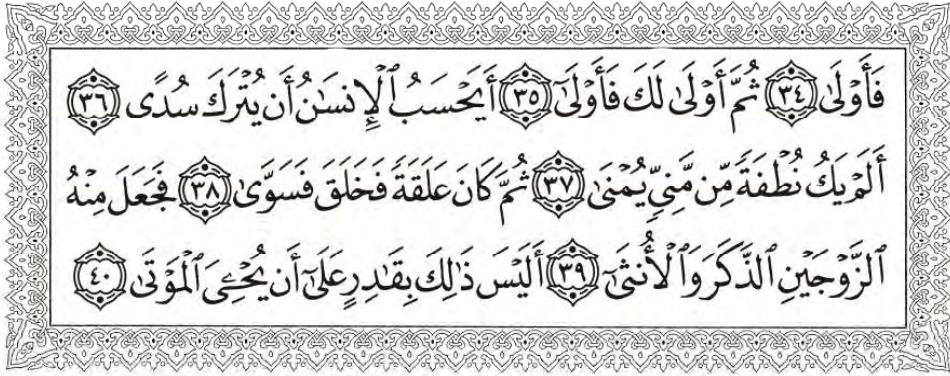 فَأَوْلَىٰ ٣٤ ثُمَّ أَوْلَىٰ لَكَ فَأَوْلَىٰٓ ٣٥ أَيَحْسَبُ ٱلْإِنسَٰنُ أَن يُتْرَكَ سُدًى ٣٦
أَلَمْ يَكُ نُطْفَةً مِّن مَّنِيٍّ يُمْنَىٰ ٣٧ ثُمَّ كَانَ عَلَقَةً فَخَلَقَ فَسَوَّىٰ ٣٨ فَجَعَلَ مِنْهُ
ٱلزَّوْجَيْنِ ٱلذَّكَرَ وَٱلْأُنثَىٰٓ ٣٩ أَلَيْسَ ذَٰلِكَ بِقَٰدِرٍ عَلَىٰٓ أَن يُحْـِۧىَ ٱلْمَوْتَىٰ ٤٠